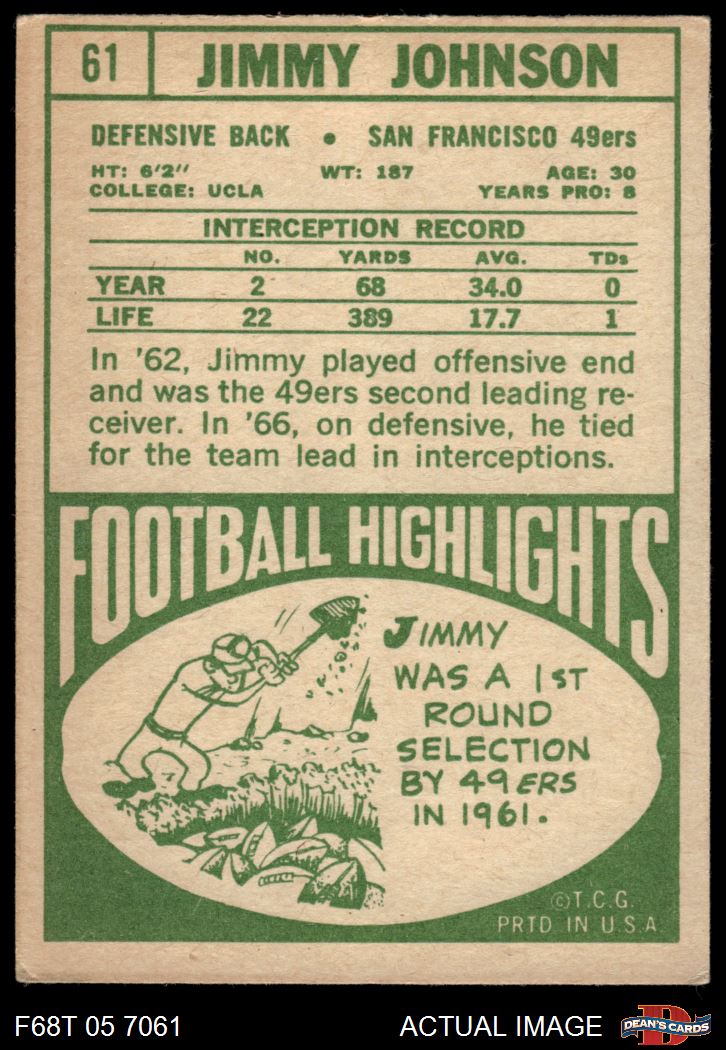 61 JIMMY JOHNSON
DEFENSIVE BACK • SAN FRANCISCO 49ers
HT: 6'2" WT: 187 AGE: 30
COLLEGE: UCLA YEARS PRO: 8
INTERCEPTION RECORD
NO. YARDS AVG. TDs
YEAR 2 68 34.0 0
LIFE 22 389 17.7 1
In '62, Jimmy played offensive end
and was the 49ers second leading re-
ceiver. In '66, on defensive, he tied
for the team lead in interceptions.
FOOTBALL HIGHLIGHTS
JIMMY
WAS A 1ST
ROUND
SELECTION
BY 49ERS
IN 1961.
©T.C.G.
PRTD IN U.S.A.
F68T 05 7061 ACTUAL IMAGE
D
DEAN'S CARDS